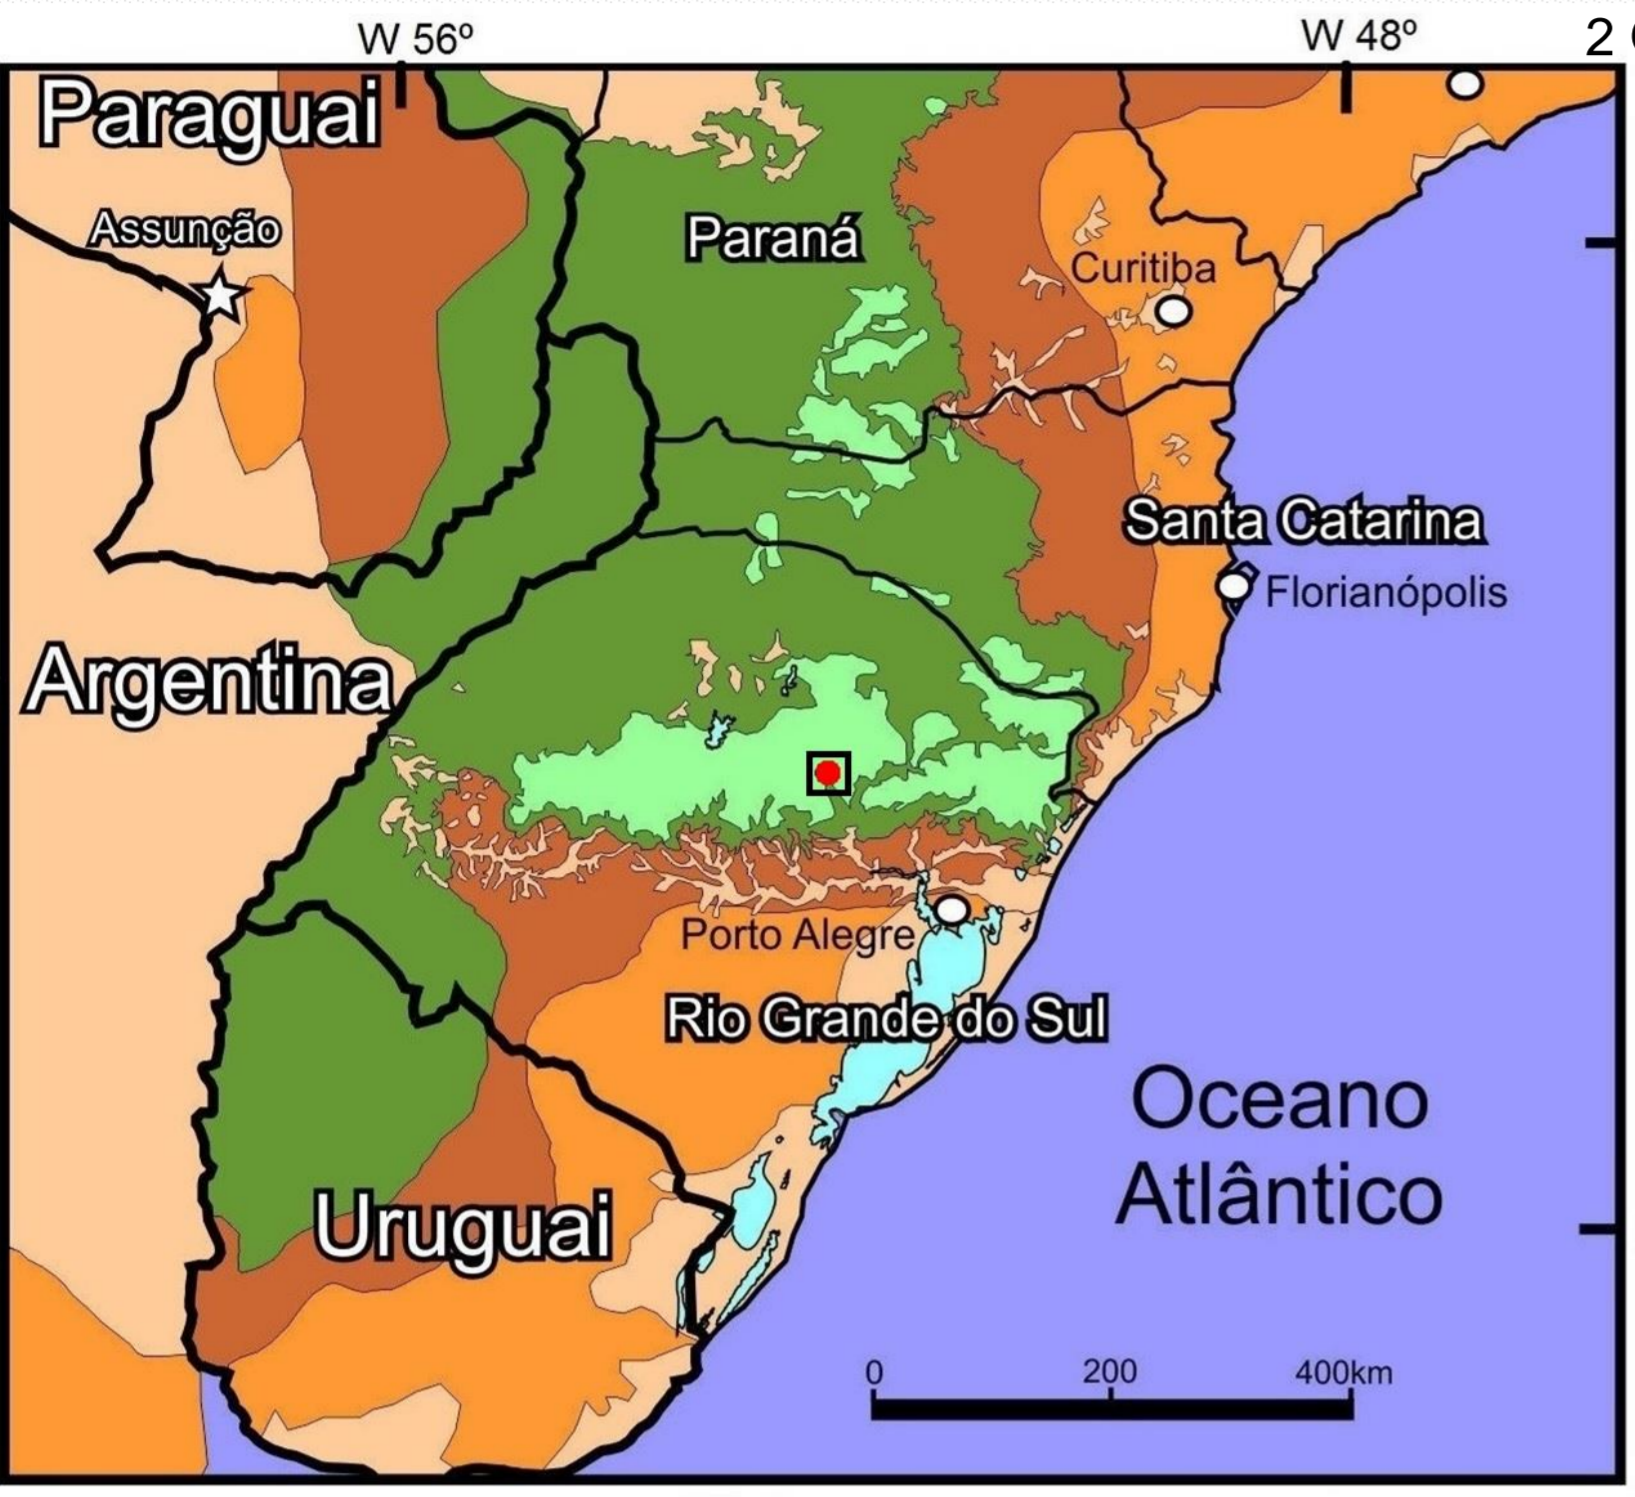 W 56º
W 48º
2
Paraguai
Assunção
Paraná
Curitiba
Santa Catarina
Florianópolis
Argentina
Porto Alegre
Rio Grande do Sul
Oceano
Atlântico
Uruguai
0
200
400km